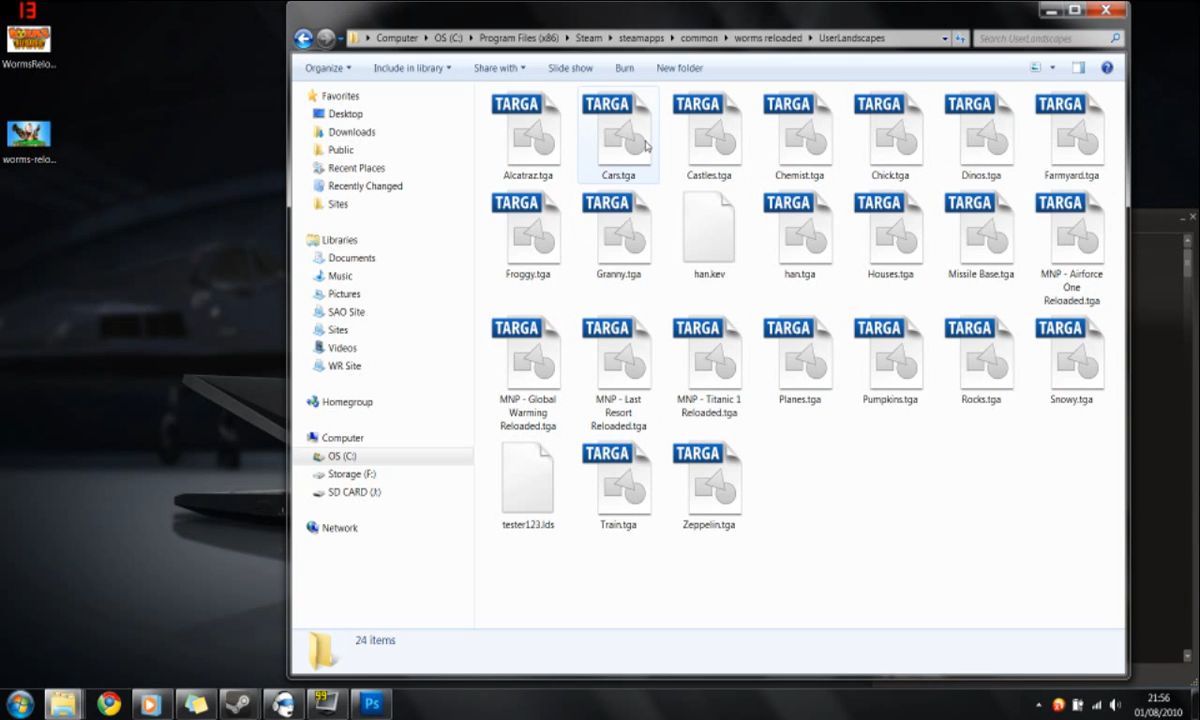 13
WormsRelo...
worms-relo...
Computer
OS (C:)
Program Files (x86)
Steam
steamapps
common
worms reloaded
UserLandscapes
Search UserLandscapes
Organize
Include in library
Share with
Slide show
Burn
New folder
Favorites
Desktop
Downloads
Public
Recent Places
Recently Changed
Sites
Libraries
Documents
Music
Pictures
SAO Site
Sites
Videos
WR Site
Homegroup
Computer
OS (C:)
Storage (F:)
SD CARD (J:)
Network
TARGA
TARGA
TARGA
TARGA
TARGA
TARGA
TARGA
Alcatraz.tga
Cars.tga
Castles.tga
Chemist.tga
Chick.tga
Dinos.tga
Farmyard.tga
TARGA
TARGA
TARGA
TARGA
TARGA
TARGA
Froggy.tga
Granny.tga
han.kev
han.tga
Houses.tga
Missile Base.tga
MNP - Airforce
One
Reloaded.tga
TARGA
TARGA
TARGA
TARGA
TARGA
TARGA
TARGA
MNP - Global
Warming
Reloaded.tga
MNP - Last
Resort
Reloaded.tga
MNP - Titanic 1
Reloaded.tga
Planes.tga
Pumpkins.tga
Rocks.tga
Snowy.tga
TARGA
TARGA
tester123.lds
Train.tga
Zeppelin.tga
24 items
99
Ps
21:56
01/08/2010